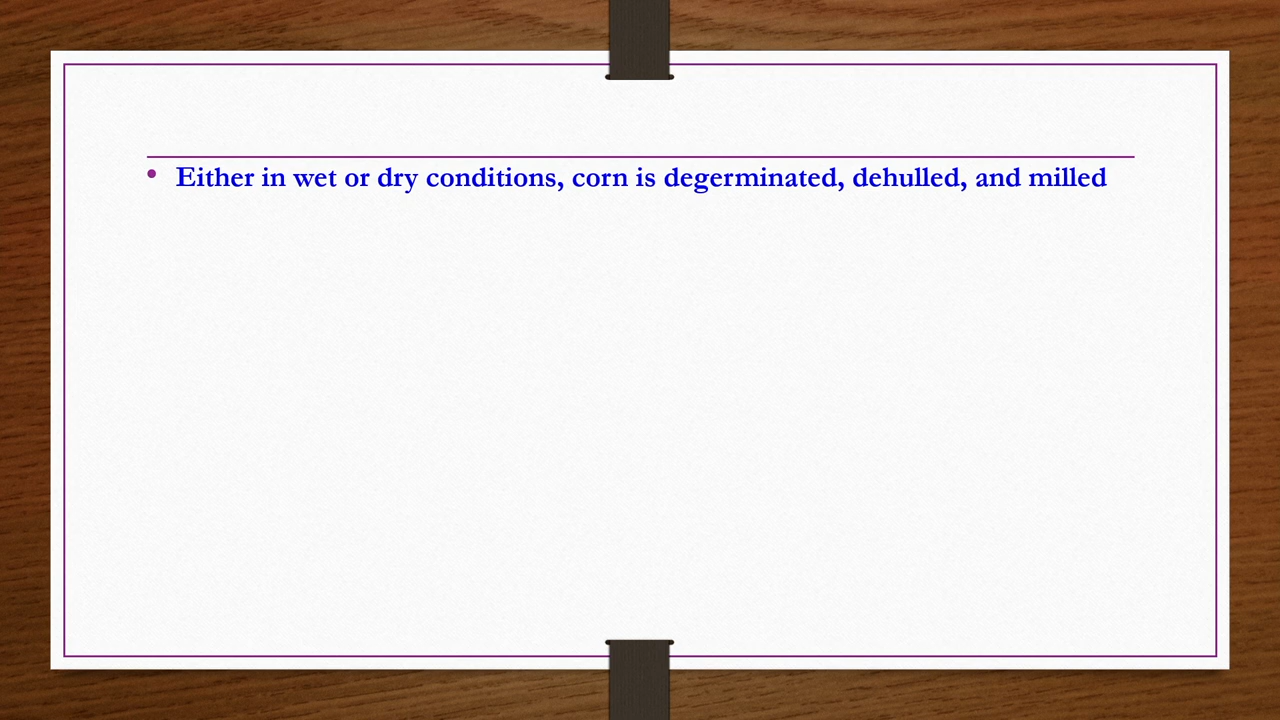 • Either in wet or dry conditions, corn is degerminated, dehulled, and milled